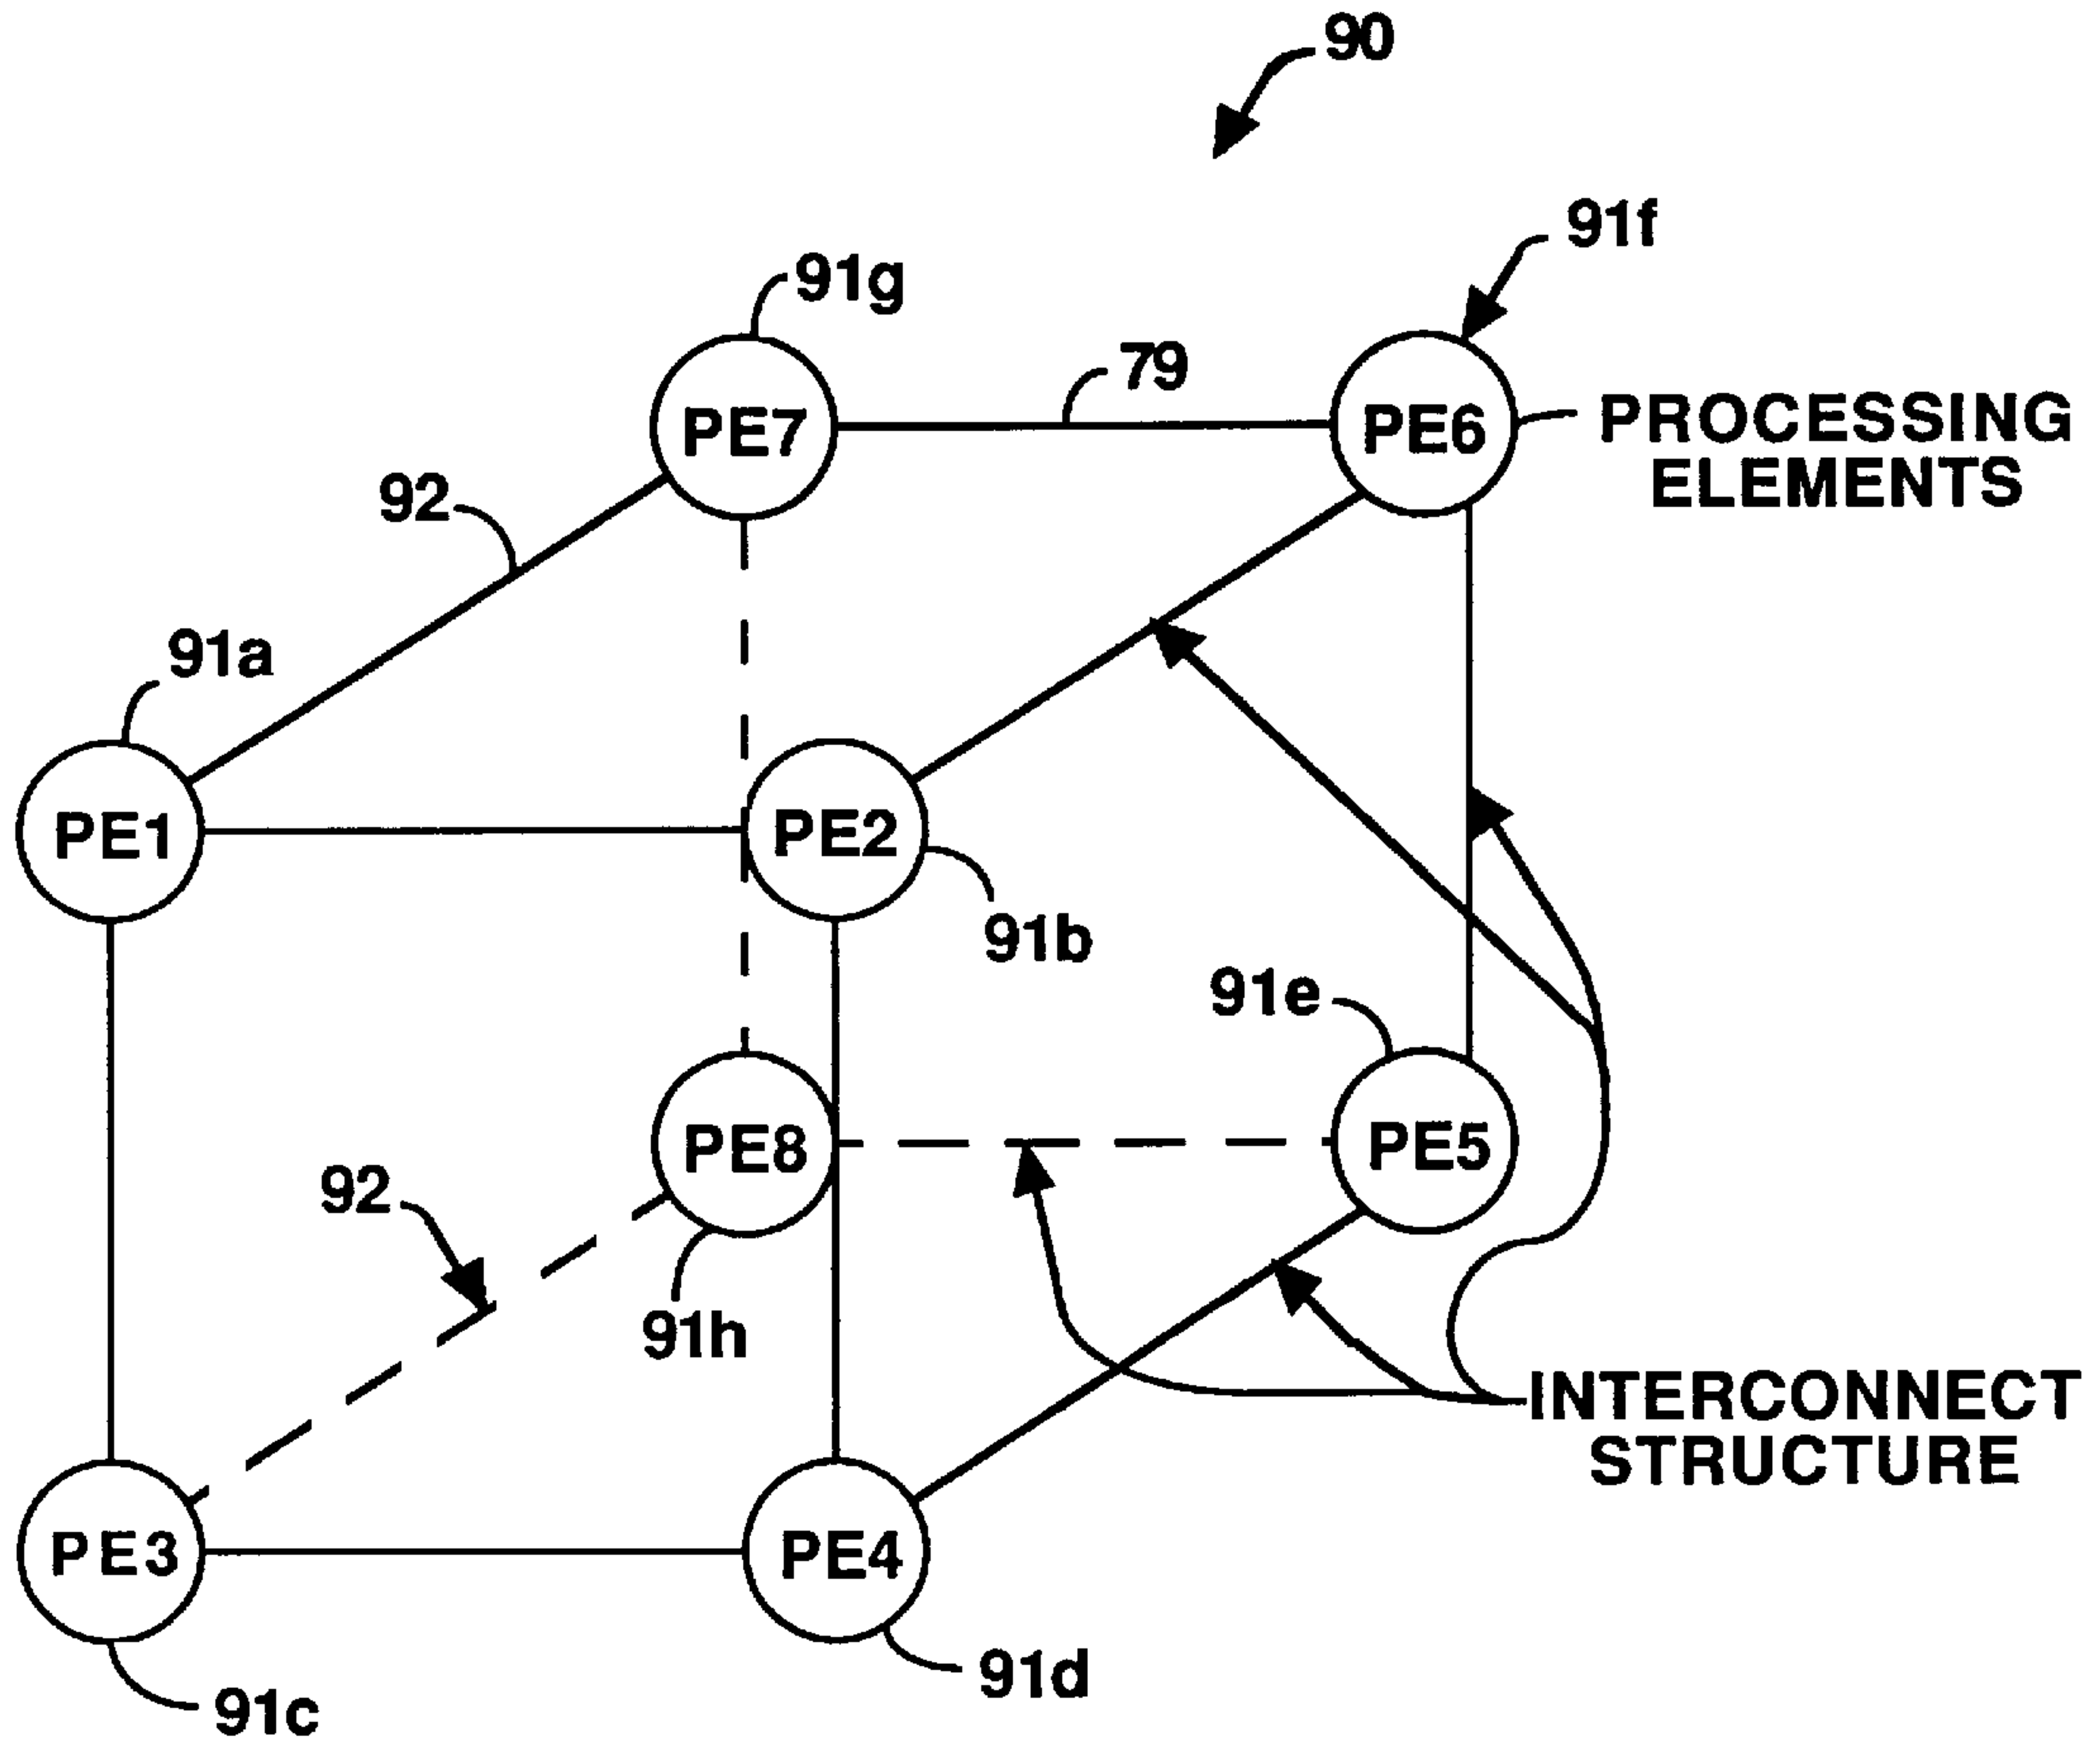 90
91f
91g
79
PE7
PE6
PROCESSING
ELEMENTS
92
91a
PE1
PE2
91b
91e
PE8
PE5
92
91h
INTERCONNECT
STRUCTURE
PE3
PE4
91d
91c